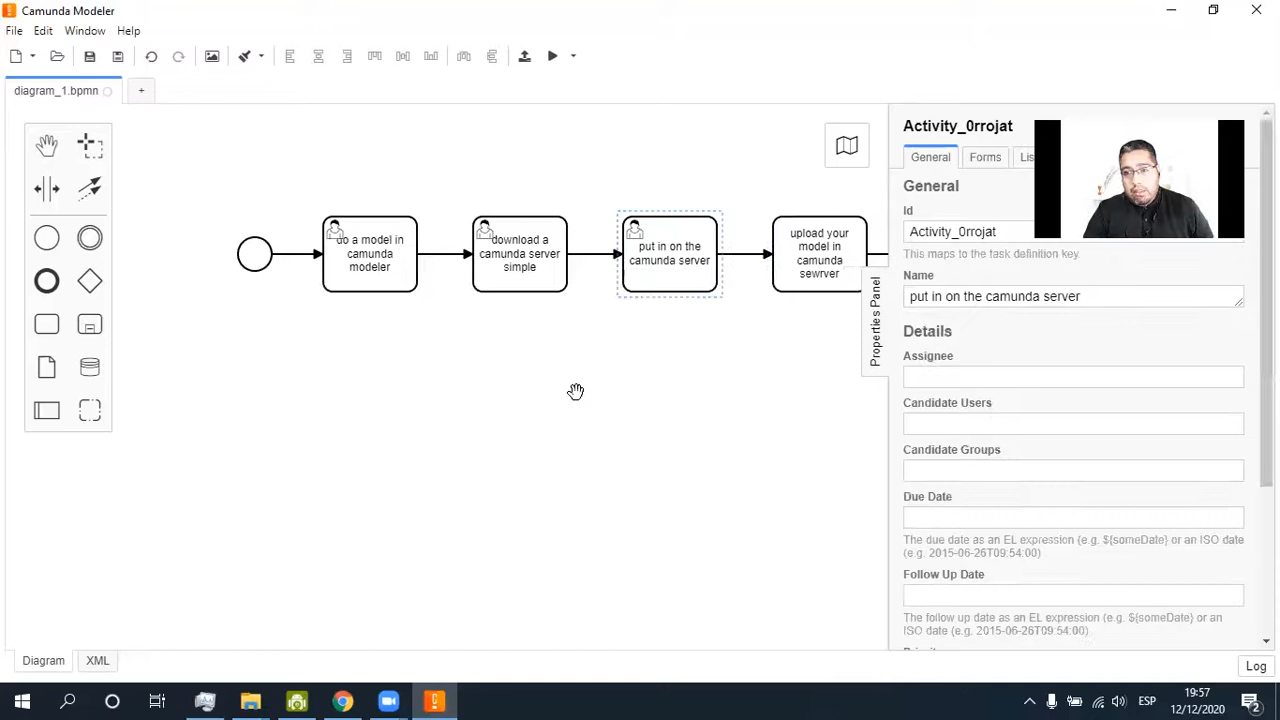 Camunda Modeler
File Edit Window Help
diagram_1.bpmn
+
do a model in
camunda
modeler
download a
camunda server
simple
put in on the
camunda server
upload your
model in
camunda
sewrver
Properties Panel
Activity_0rrojat
General Forms Lis
General
Id
Activity_0rrojat
This maps to the task definition key.
Name
put in on the camunda server
Details
Assignee
Candidate Users
Candidate Groups
Due Date
The due date as an EL expression (e.g. ${someDate} or an ISO date
(e.g. 2015-06-26T09:54:00)
Follow Up Date
The follow up date as an EL expression (e.g. ${someDate} or an
ISO date (e.g. 2015-06-26T09:54:00)
Priority
Diagram XML
Log
ESP
19:57
12/12/2020
2